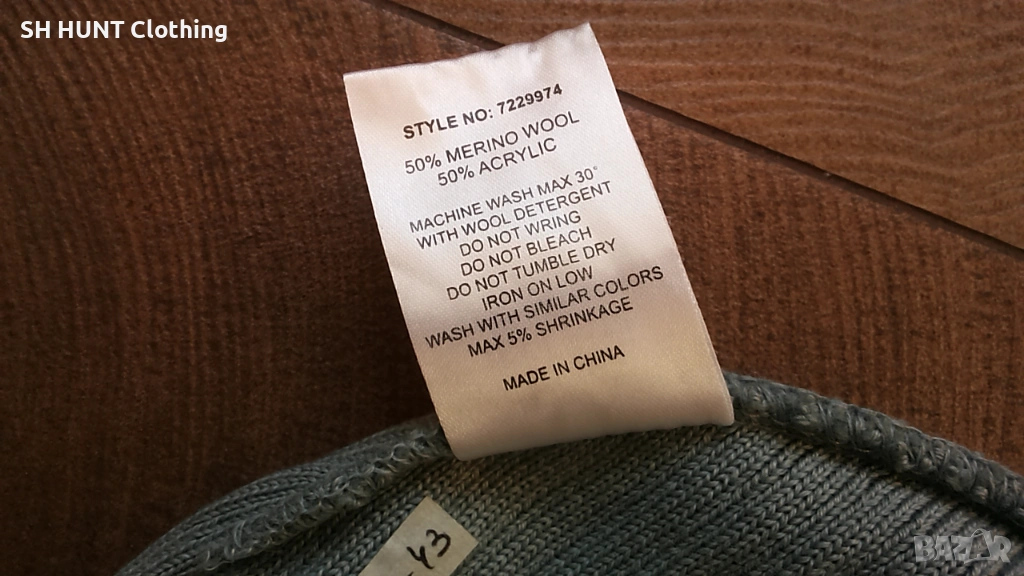 SH HUNT Clothing
STYLE NO: 7229974
50% MERINO WOOL
50% ACRYLIC
MACHINE WASH MAX 30°
WITH WOOL DETERGENT
DO NOT WRING
DO NOT BLEACH
DO NOT TUMBLE DRY
IRON ON LOW
WASH WITH SIMILAR COLORS
MAX 5% SHRINKAGE
MADE IN CHINA
-43
BAZAR